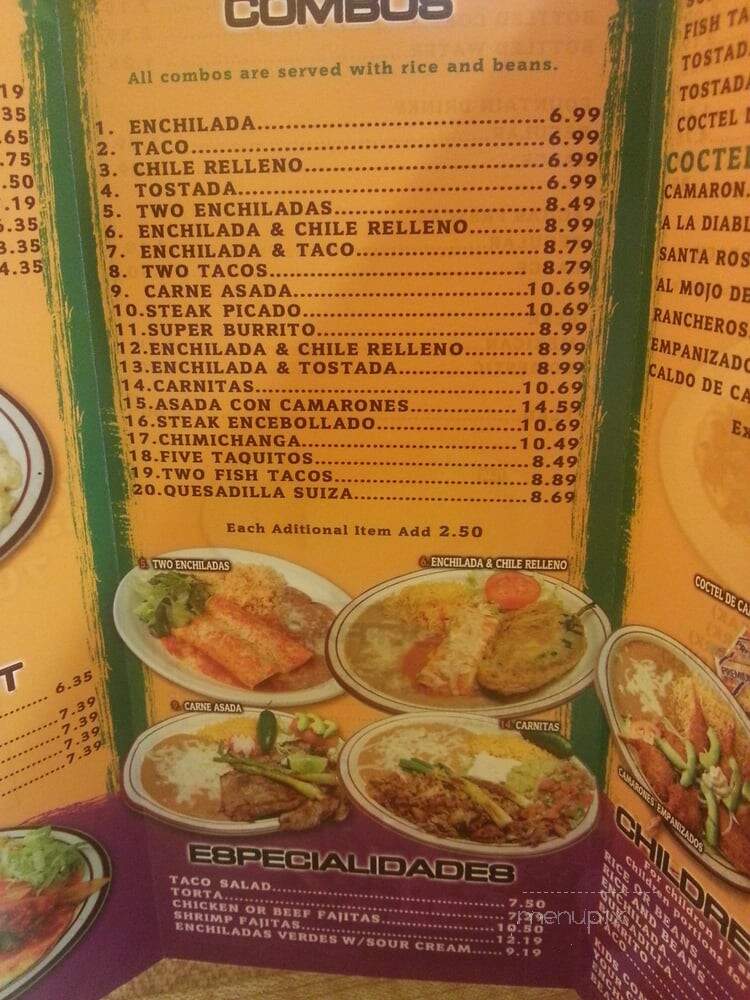 COMBOS
All combos are served with rice and beans.
1. ENCHILADA 6.99
2. TACO 6.99
3. CHILE RELLENO 6.99
4. TOSTADA 6.99
5. TWO ENCHILADAS 8.49
6. ENCHILADA & CHILE RELLENO 8.99
7. ENCHILADA & TACO 8.79
8. TWO TACOS 8.79
9. CARNE ASADA 10.69
10.STEAK PICADO 10.69
11.SUPER BURRITO 8.99
12.ENCHILADA & CHILE RELLENO 8.99
13.ENCHILADA & TOSTADA 8.99
14.CARNITAS 10.69
15.ASADA CON CAMARONES 14.59
16.STEAK ENCEBOLLADO 10.69
17.CHIMICHANGA 10.49
18.FIVE TAQUITOS 8.49
19.TWO FISH TACOS 8.89
20.QUESADILLA SUIZA 8.69
Each Aditional Item Add 2.50
5. TWO ENCHILADAS
6. ENCHILADA & CHILE RELLENO
9. CARNE ASADA
14. CARNITAS
ESPECIALIDADES
TACO SALAD 7.50
TORTA
CHICKEN OR BEEF FAJITAS 10.50
SHRIMP FAJITAS 12.19
ENCHILADAS VERDES W/SOUR CREAM 9.19
.19
.35
.65
.75
.50
.19
6.35
3.35
4.35
T
6.35
7.39
7.39
7.39
7.39
FISH TA
TOSTADA
TOSTADA
COCTEL
COCTEL
CAMARON
A LA DIABL
SANTA ROS
AL MOJO DE
RANCHEROS
EMPANIZADO
CALDO DE CA
Ex
COCTEL DE CA
CAMARONES EMPANIZADOS
CHILDRE
menupix